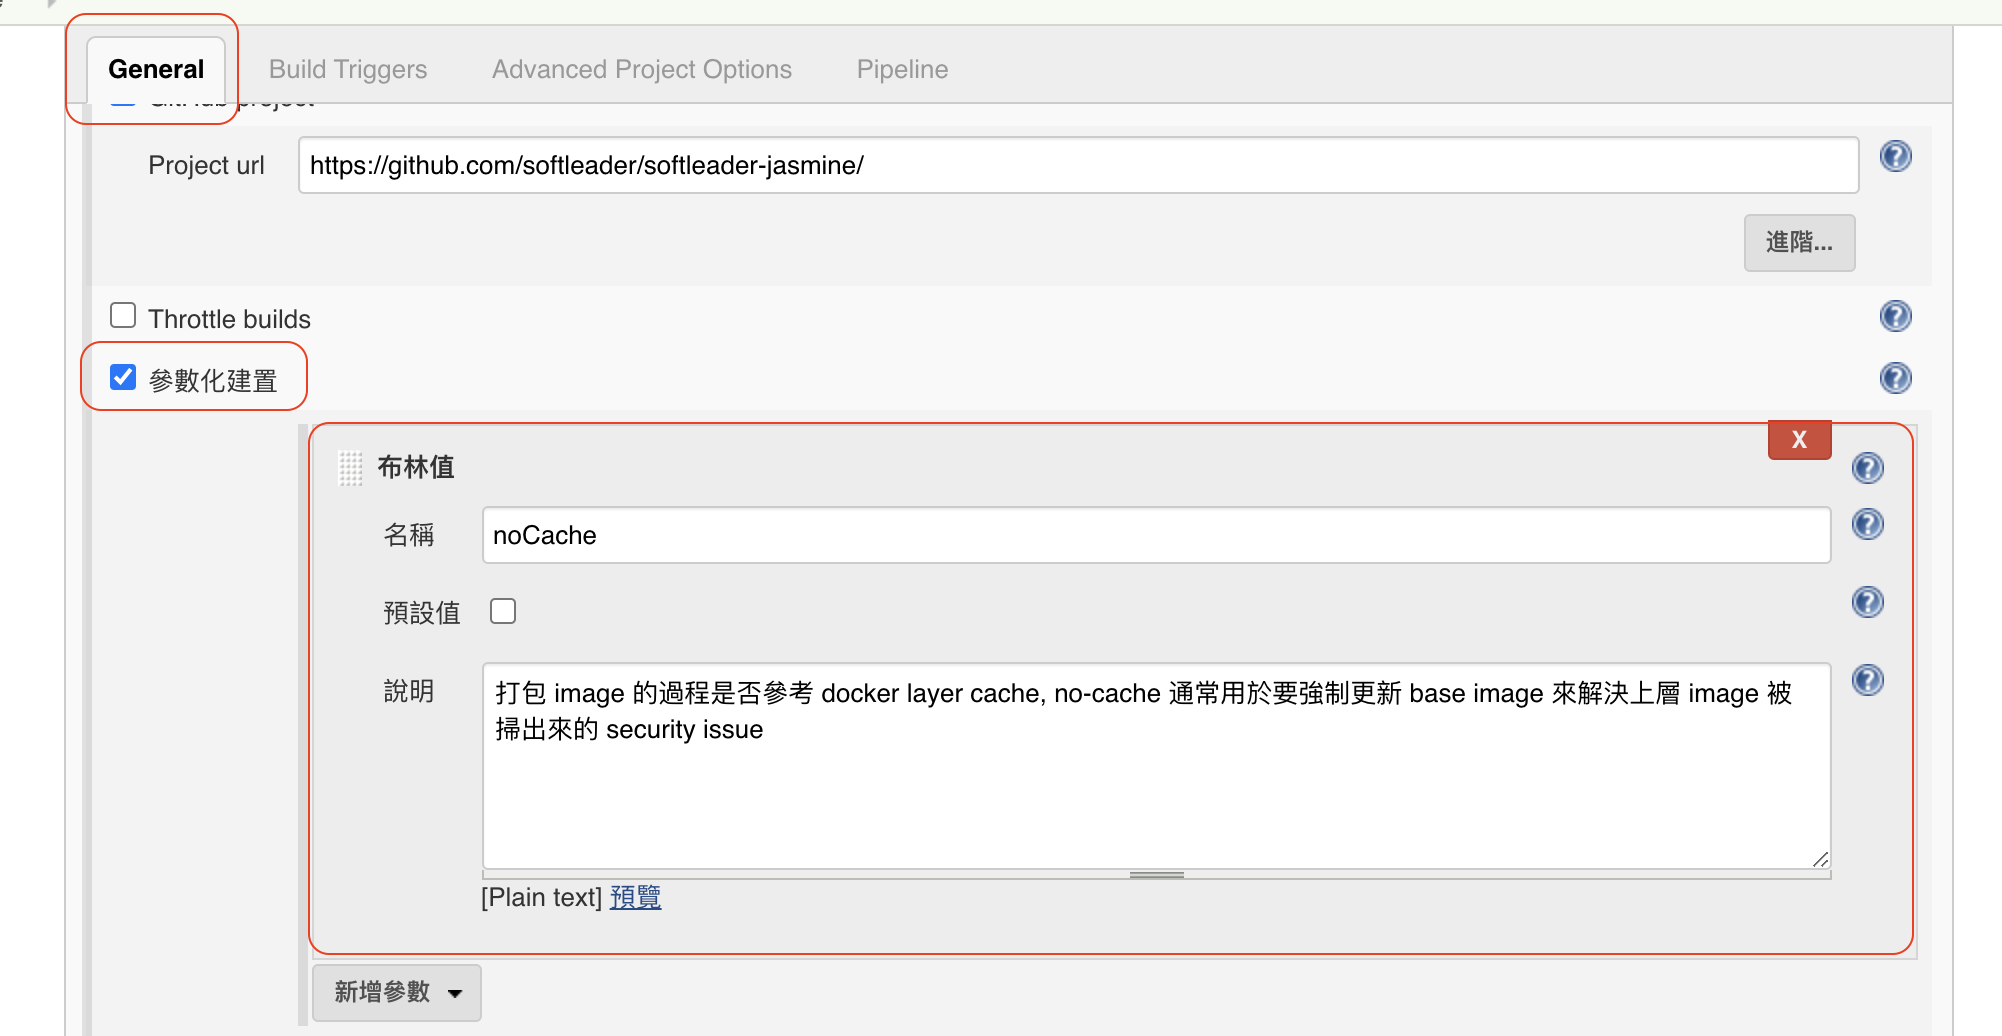 General
Build Triggers
Advanced Project Options
Pipeline
GitHub project
Project url
https://github.com/softleader/softleader-jasmine/
進階...
Throttle builds
參數化建置
X
布林值
名稱
noCache
預設值
說明
打包 image 的過程是否參考 docker layer cache, no-cache 通常用於要強制更新 base image 來解決上層 image 被
掃出來的 security issue
[Plain text] 預覽
新增參數